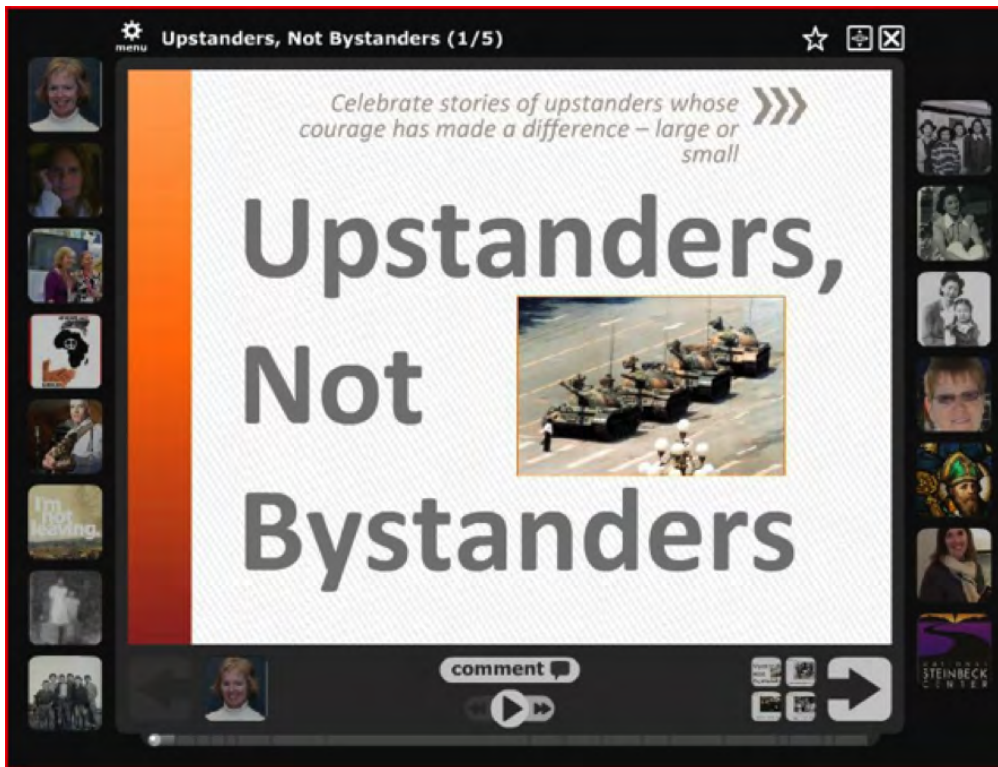 menu
Upstanders, Not Bystanders (1/5)
Celebrate stories of upstanders whose
courage has made a difference – large or
small
Upstanders,
Not
Bystanders
I'm
not
leaving.
comment
NATIONAL
STEINBECK
CENTER